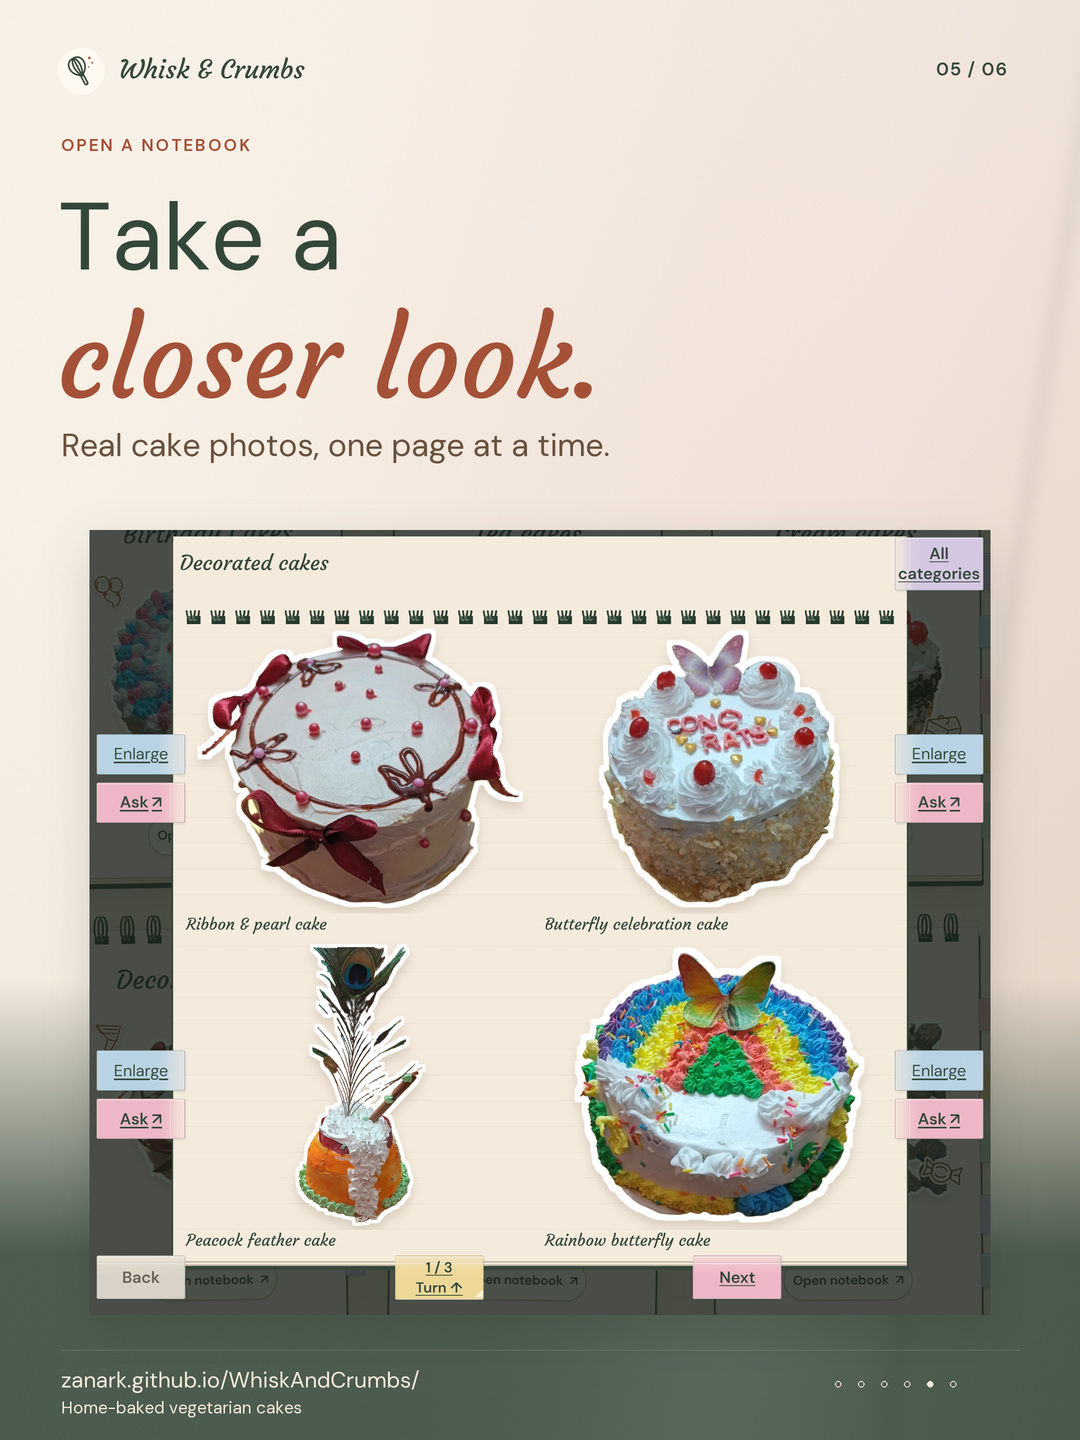 Whisk & Crumbs
05 / 06
OPEN A NOTEBOOK
Take a
closer look.
Real cake photos, one page at a time.
Decorated cakes
All
categories
CONG
RATS
Enlarge
Enlarge
Ask ↗
Ask ↗
Ribbon & pearl cake
Butterfly celebration cake
Enlarge
Enlarge
Ask ↗
Ask ↗
Peacock feather cake
Rainbow butterfly cake
Back
1 / 3
Turn ↑
Next
notebook ↗
notebook ↗
Open notebook ↗
zanark.github.io/WhiskAndCrumbs/
Home-baked vegetarian cakes